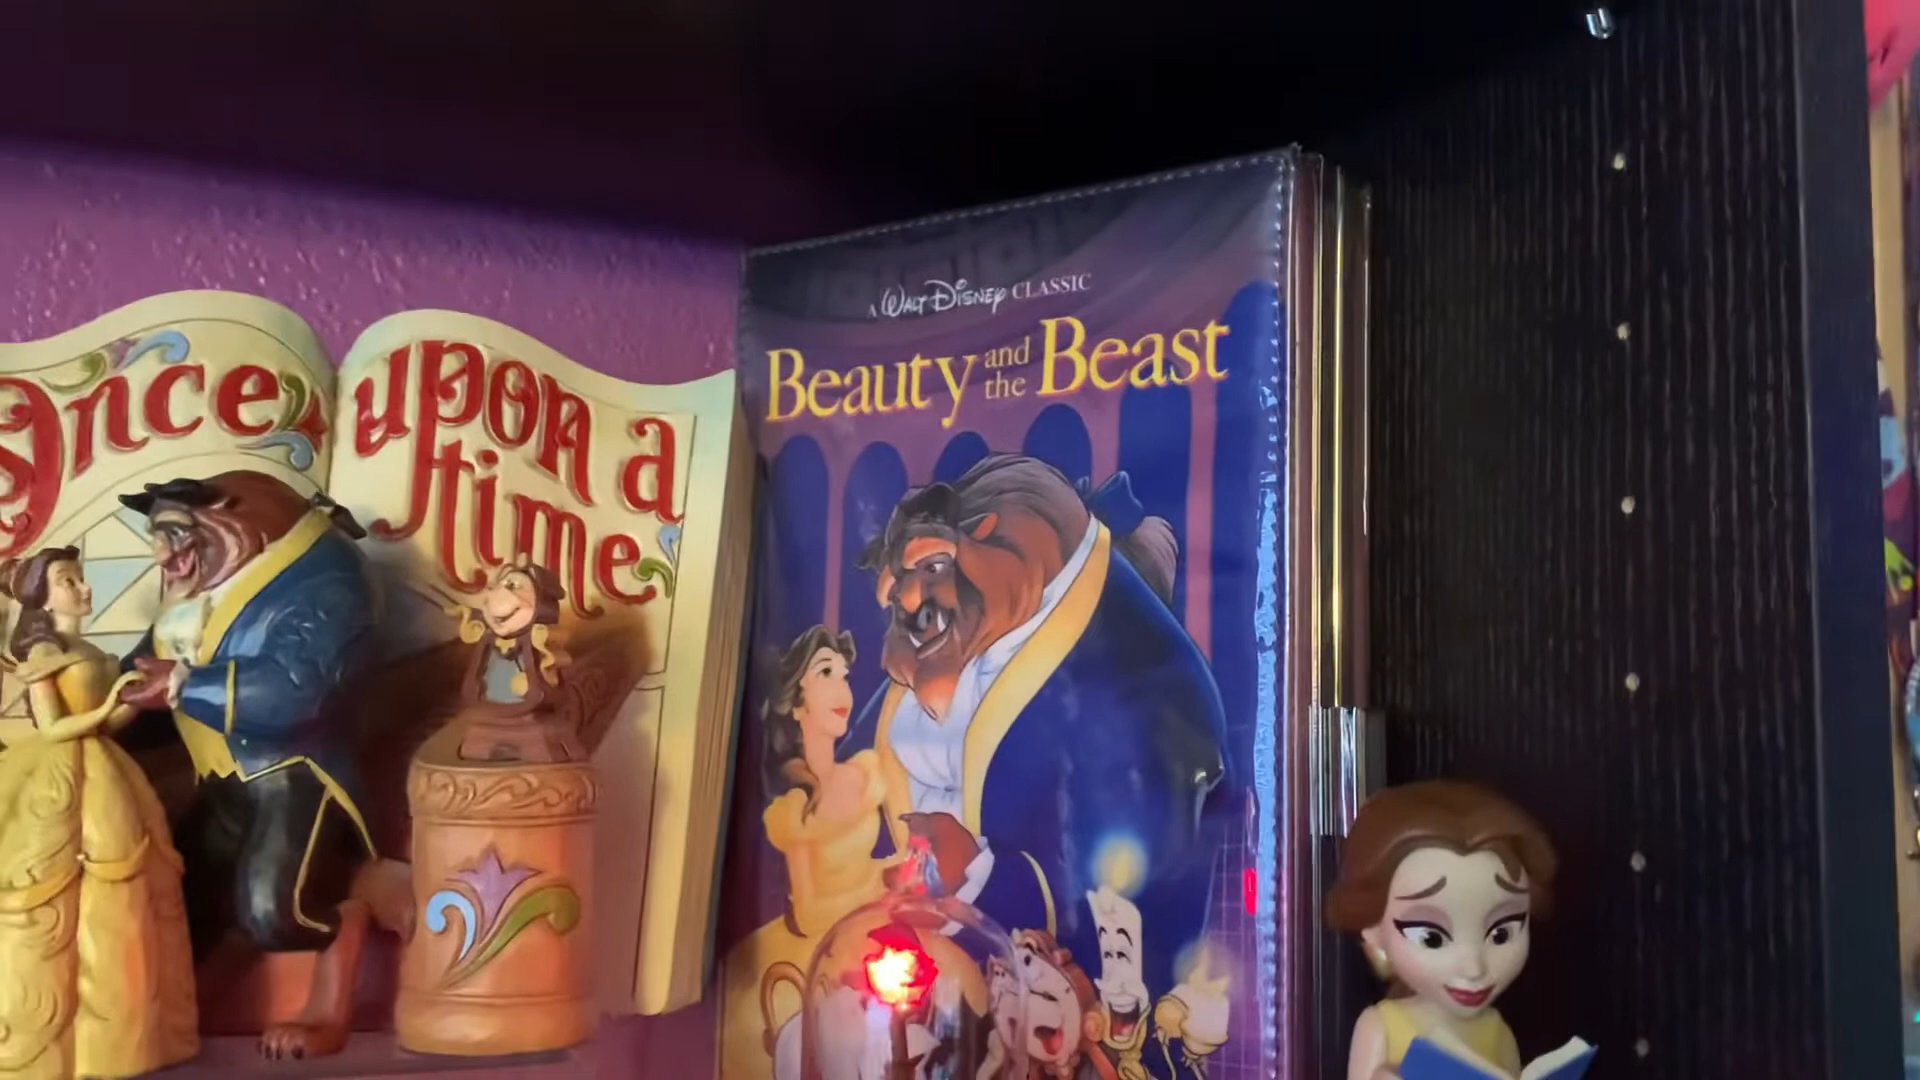 Once
upon a
time
A WALT DISNEY CLASSIC
Beauty and the Beast